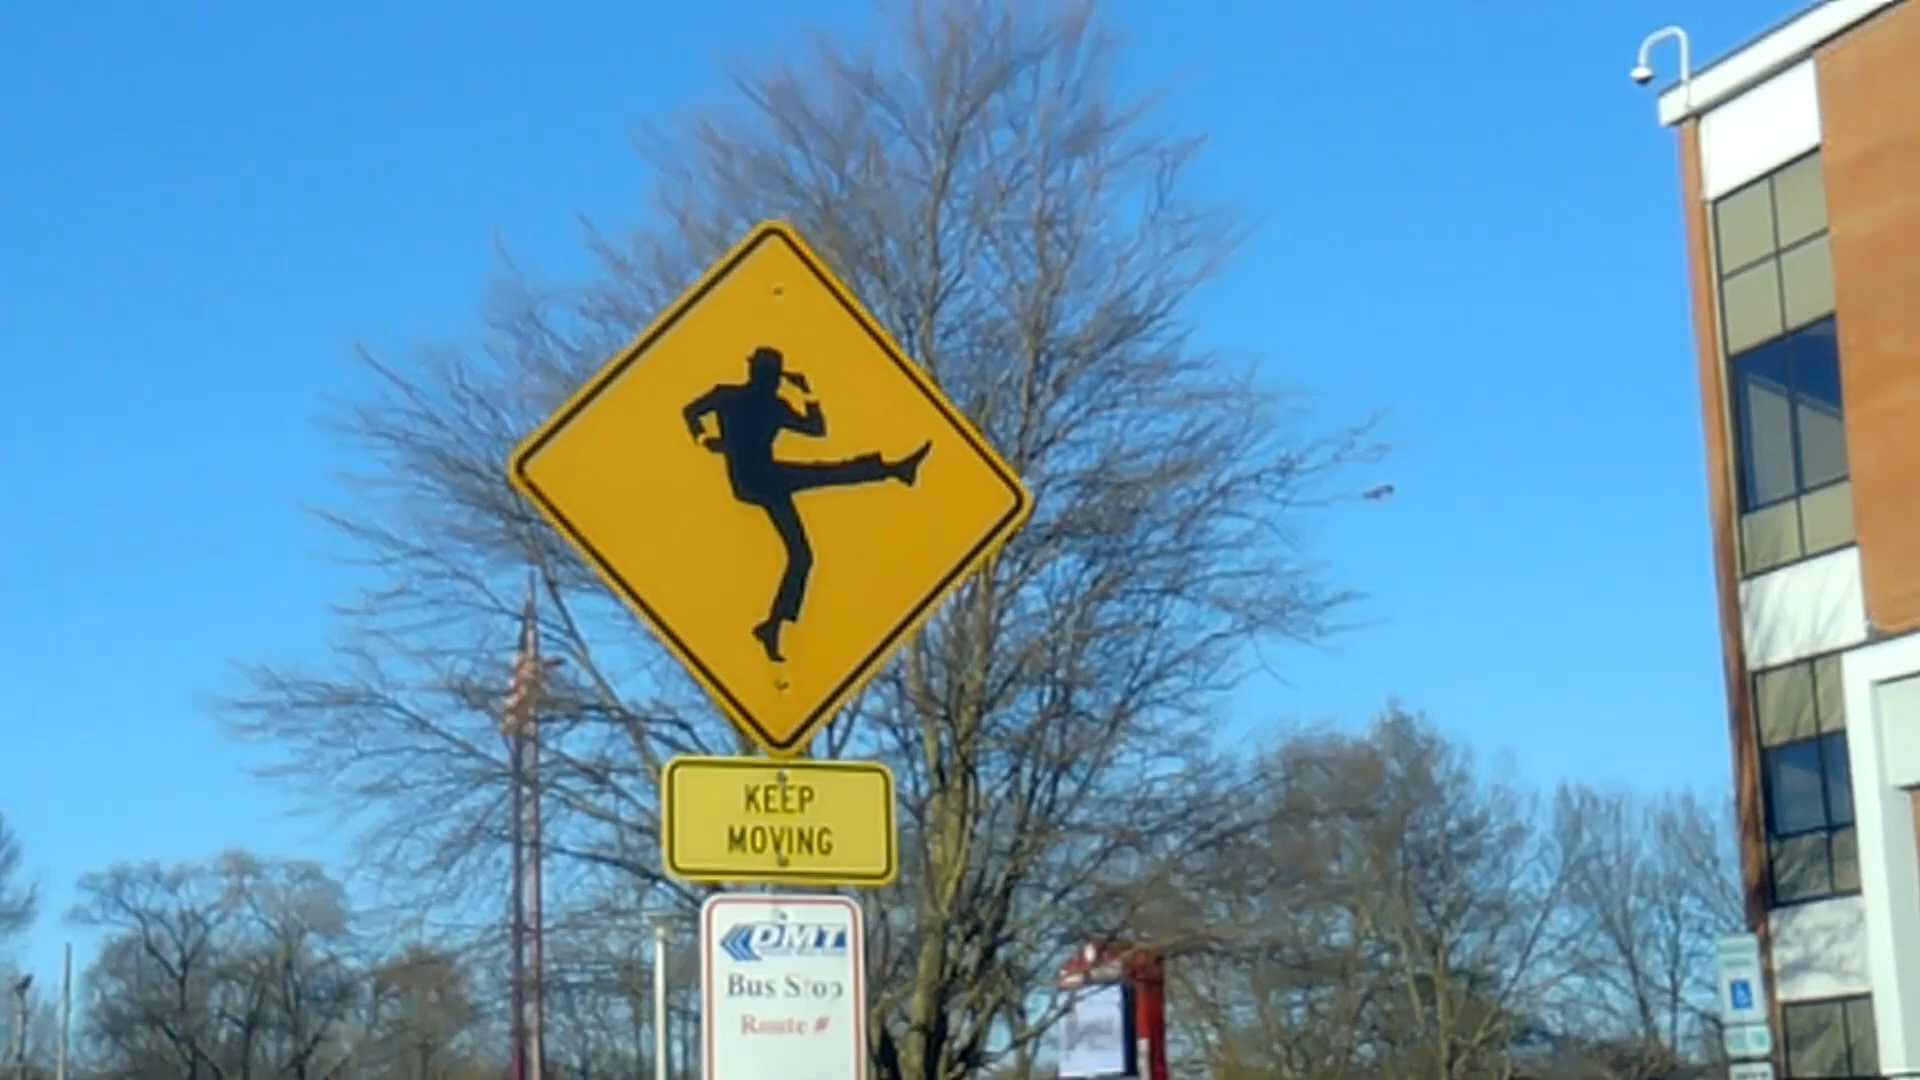 KEEP
MOVING
DMT
Bus Stop
Route #